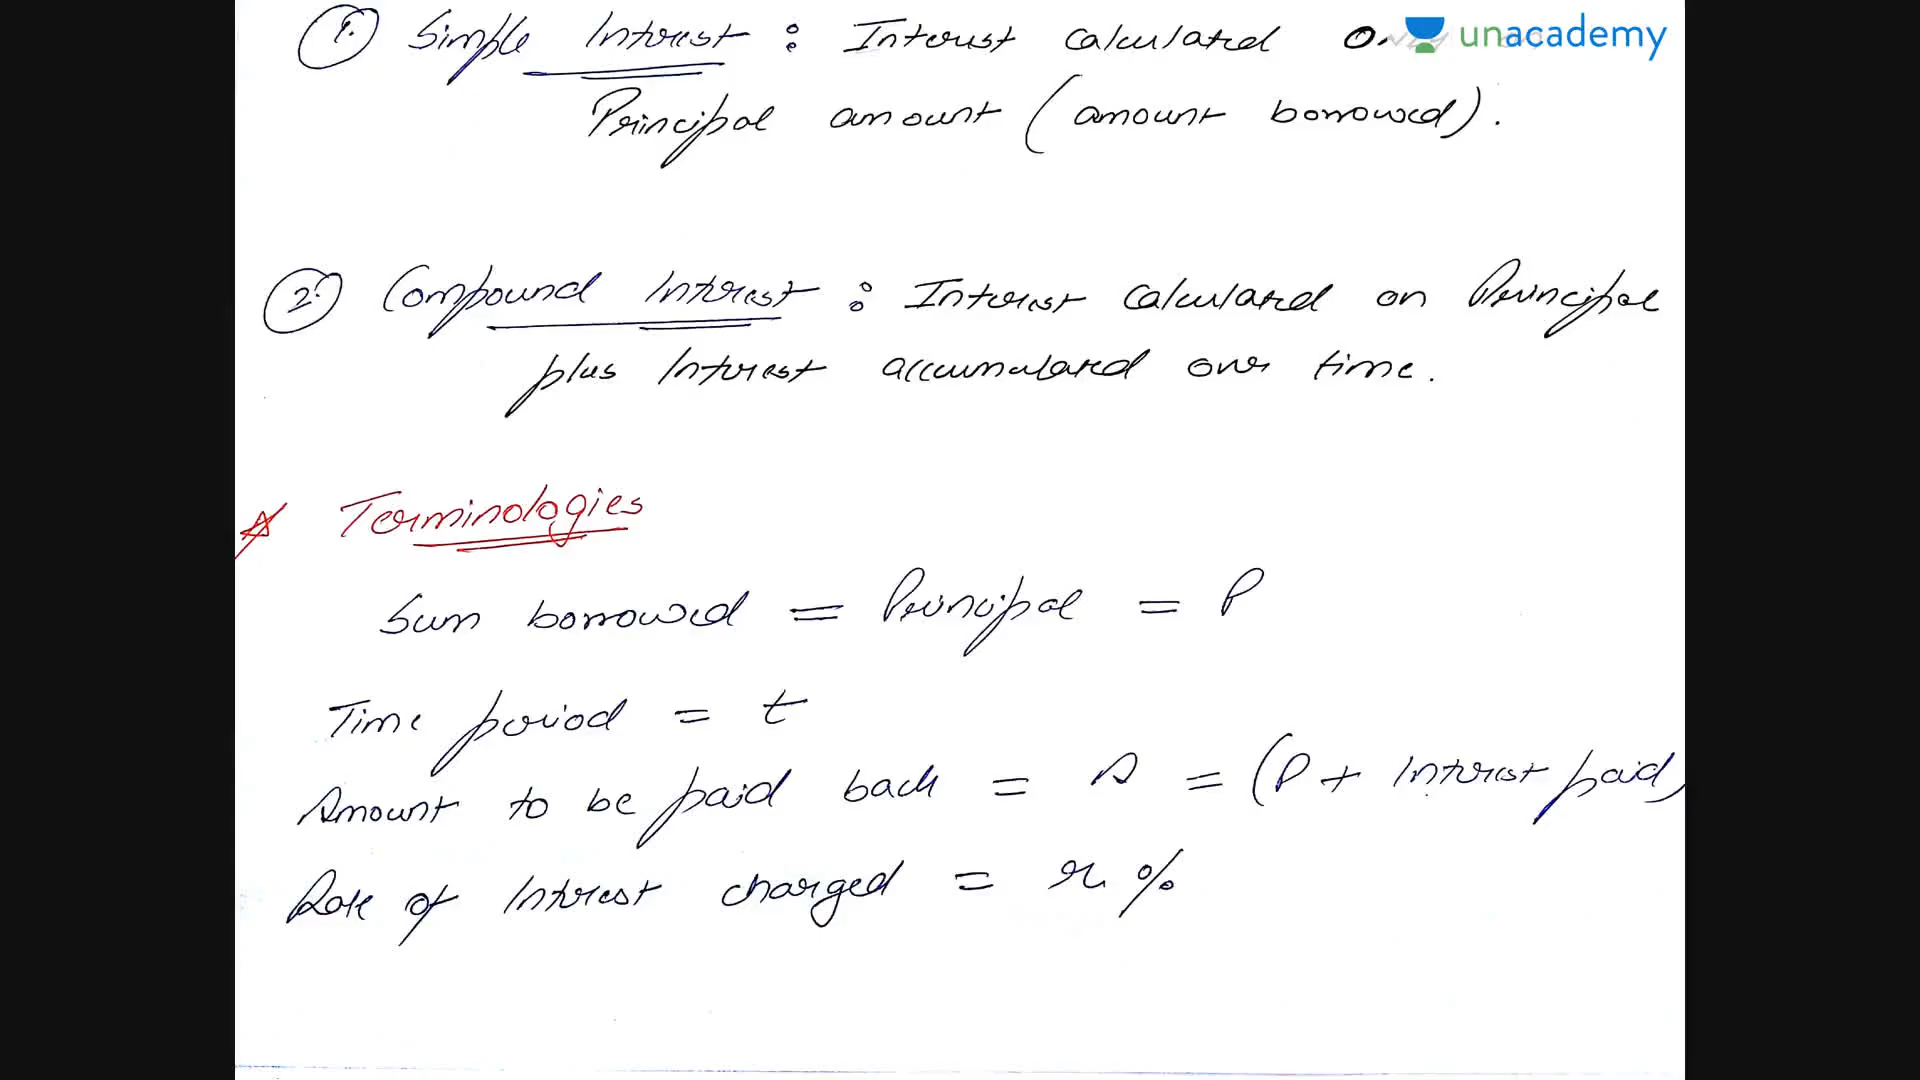 1. Simple Interest : Interest calculated
unacademy
Principal amount (amount borrowed).
2. Compound Interest : Interest calculated on Principal
plus Interest accumulated over time.
Terminologies
Sum borrowed = Principal = P
Time period = t
Amount to be paid back = A = (P + Interest paid)
Rate of Interest charged = r %